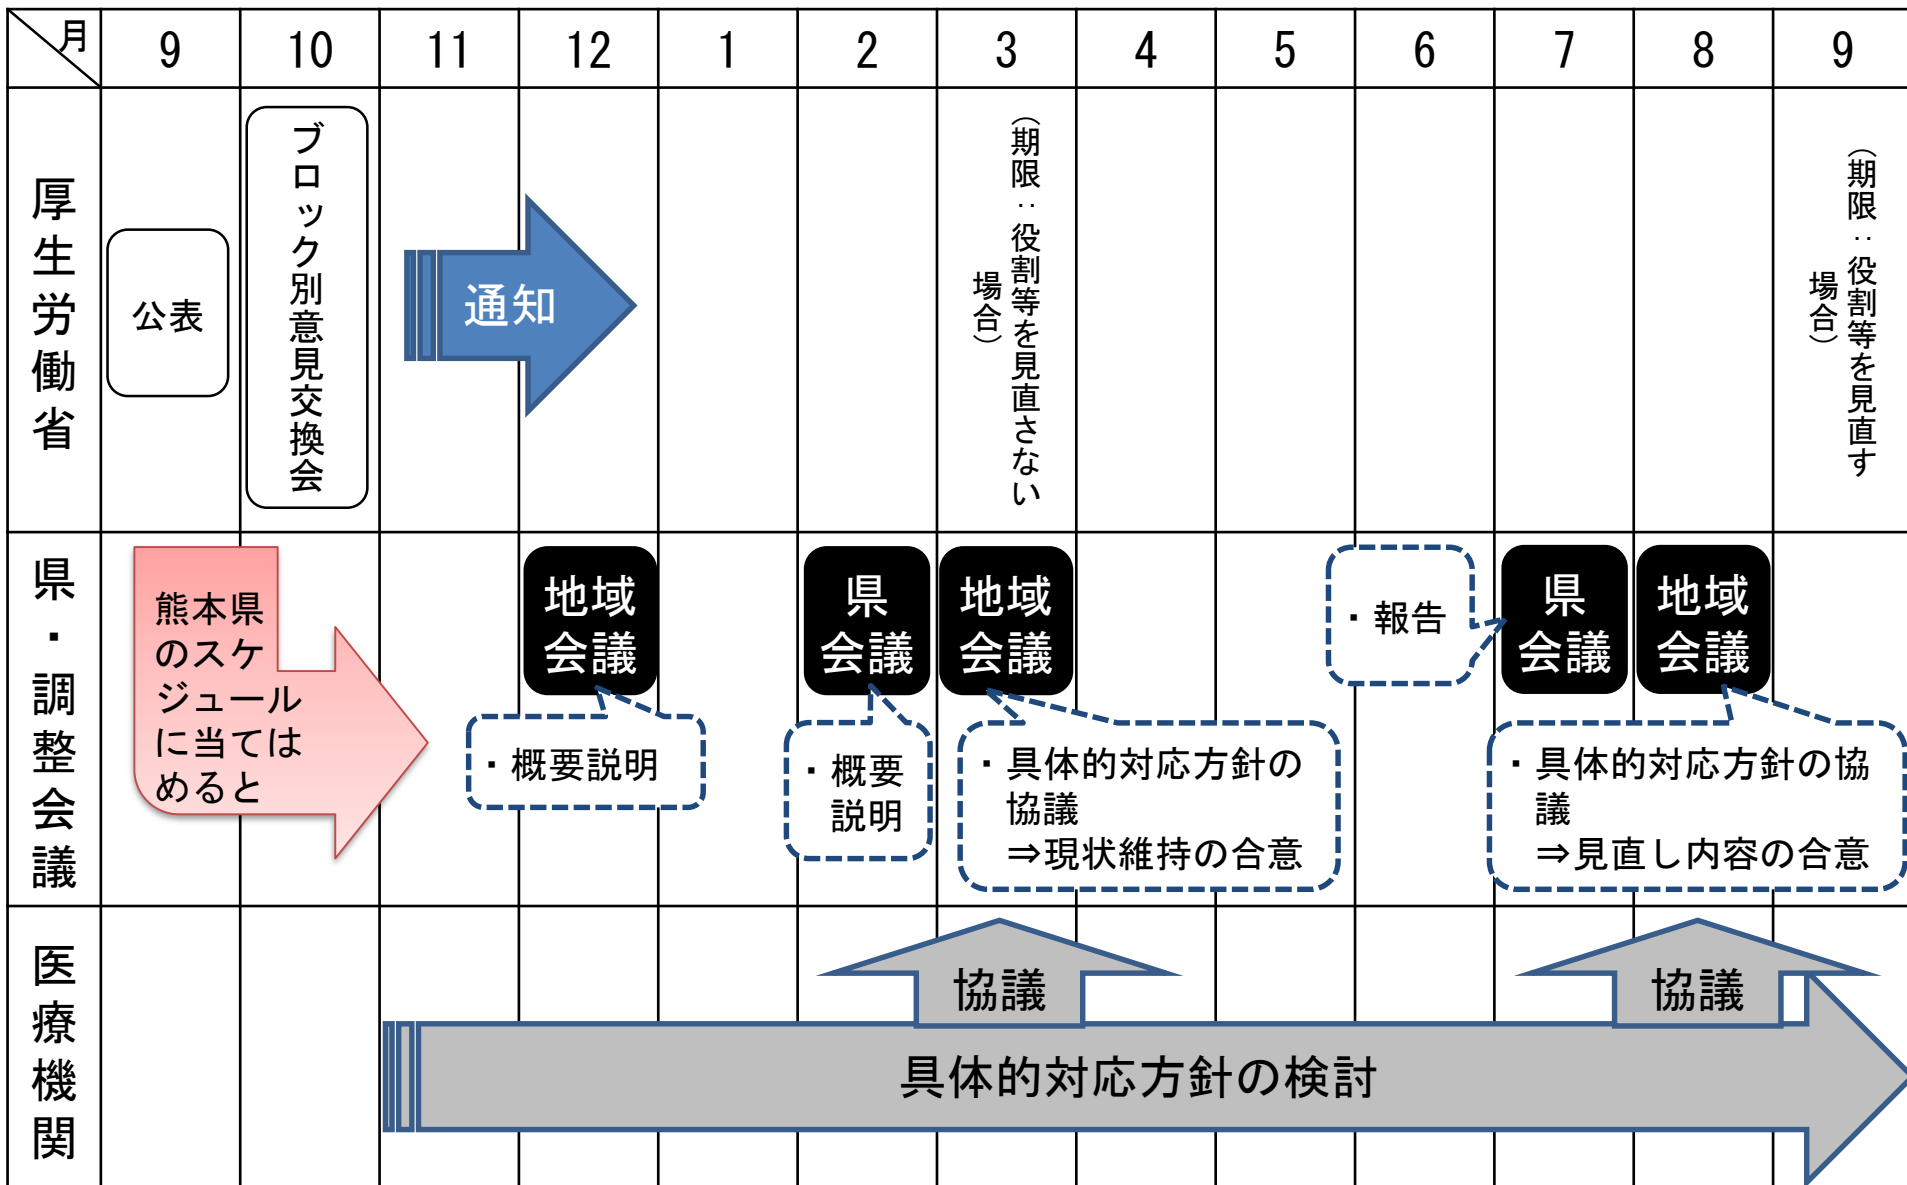 月 9 10 11 12 1 2 3 4 5 6 7 8 9
厚生労働省
公表
ブロック別意見交換会
通知
（期限：役割等を見直さない
場合）
（期限：役割等を見直す
場合）
県・調整会議
熊本県
のスケ
ジュール
に当ては
めると
地域
会議
・概要説明
県
会議
・概要
説明
地域
会議
・具体的対応方針の
協議
⇒現状維持の合意
・報告
県
会議
地域
会議
・具体的対応方針の協
議
⇒見直し内容の合意
医療機関
協議
協議
具体的対応方針の検討